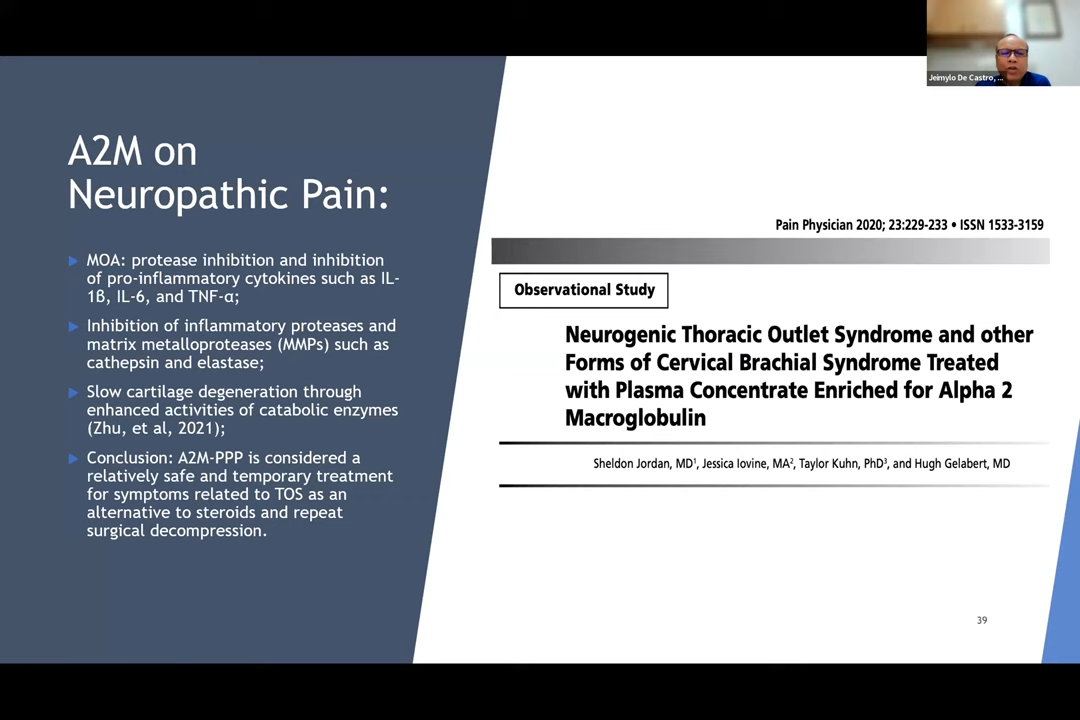 Jeimylo De Castro, ...
A2M on
Neuropathic Pain:
MOA: protease inhibition and inhibition
of pro-inflammatory cytokines such as IL-
1β, IL-6, and TNF-α;
Inhibition of inflammatory proteases and
matrix metalloproteases (MMPs) such as
cathepsin and elastase;
Slow cartilage degeneration through
enhanced activities of catabolic enzymes
(Zhu, et al, 2021);
Conclusion: A2M-PPP is considered a
relatively safe and temporary treatment
for symptoms related to TOS as an
alternative to steroids and repeat
surgical decompression.
Pain Physician 2020; 23:229-233 • ISSN 1533-3159
Observational Study
Neurogenic Thoracic Outlet Syndrome and other
Forms of Cervical Brachial Syndrome Treated
with Plasma Concentrate Enriched for Alpha 2
Macroglobulin
Sheldon Jordan, MD¹, Jessica Iovine, MA², Taylor Kuhn, PhD³, and Hugh Gelabert, MD
39